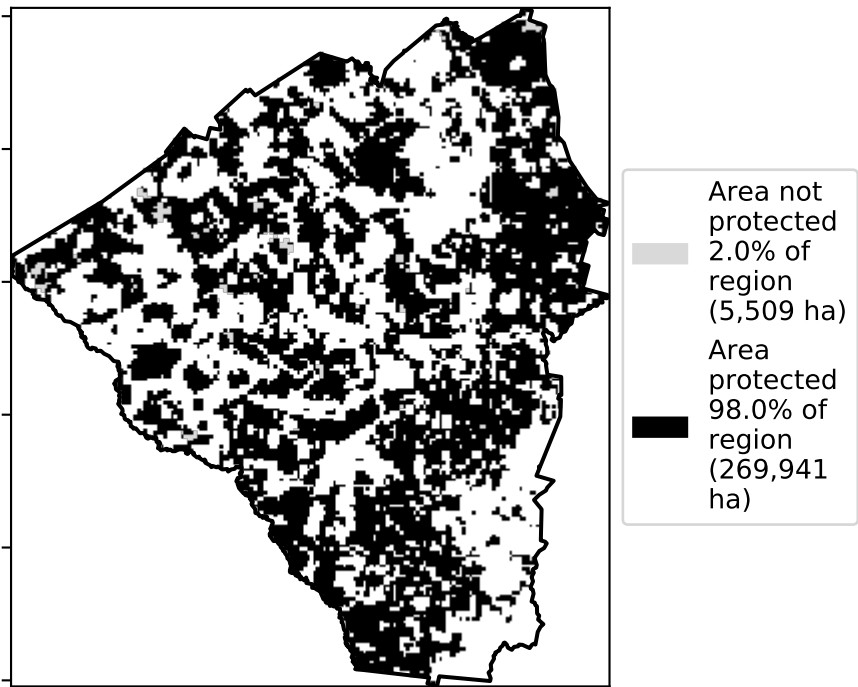 Area not
protected
2.0% of
region
(5,509 ha)
Area
protected
98.0% of
region
(269,941
ha)